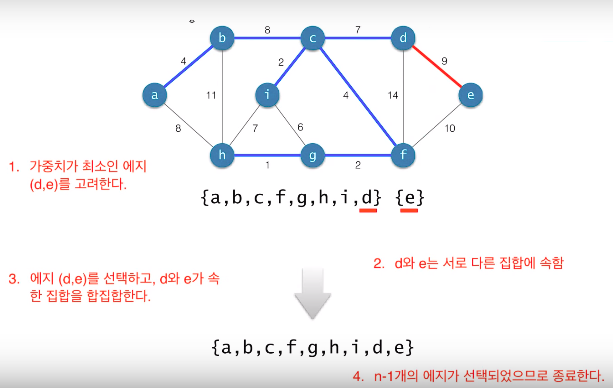 b 8 c 7 d
4 2 9
a 11 i 4 14 e
8 7 6 10
h 1 g 2 f
1. 가중치가 최소인 에지
(d,e)를 고려한다.
{a,b,c,f,g,h,i,d} {e}
2. d와 e는 서로 다른 집합에 속함
3. 에지 (d,e)를 선택하고, d와 e가 속
한 집합을 합집합한다.
{a,b,c,f,g,h,i,d,e}
4. n-1개의 에지가 선택되었으므로 종료한다.